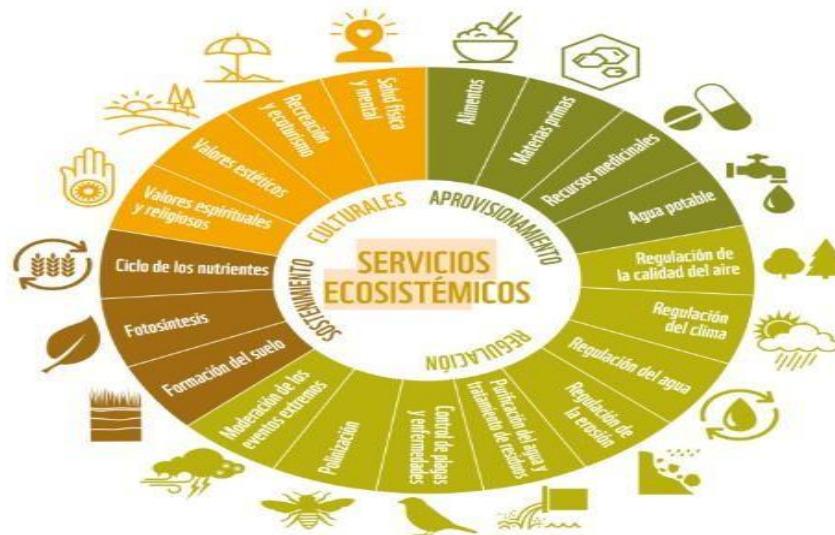 SERVICIOS
ECOSISTÉMICOS
CULTURALES
APROVISIONAMIENTO
REGULACIÓN
SOSTENIMIENTO
Alimentos
Materias primas
Recursos medicinales
Agua potable
Regulación de
la calidad del aire
Regulación
del clima
Regulación del agua
Regulación de
la erosión
Purificación del agua y
tratamiento de residuos
Control de plagas
y enfermedades
Polinización
Moderación de los
eventos extremos
Formación del suelo
Fotosíntesis
Ciclo de los nutrientes
Valores espirituales
y religiosos
Valores estéticos
Recreación
y ecoturismo
Salud física
y mental